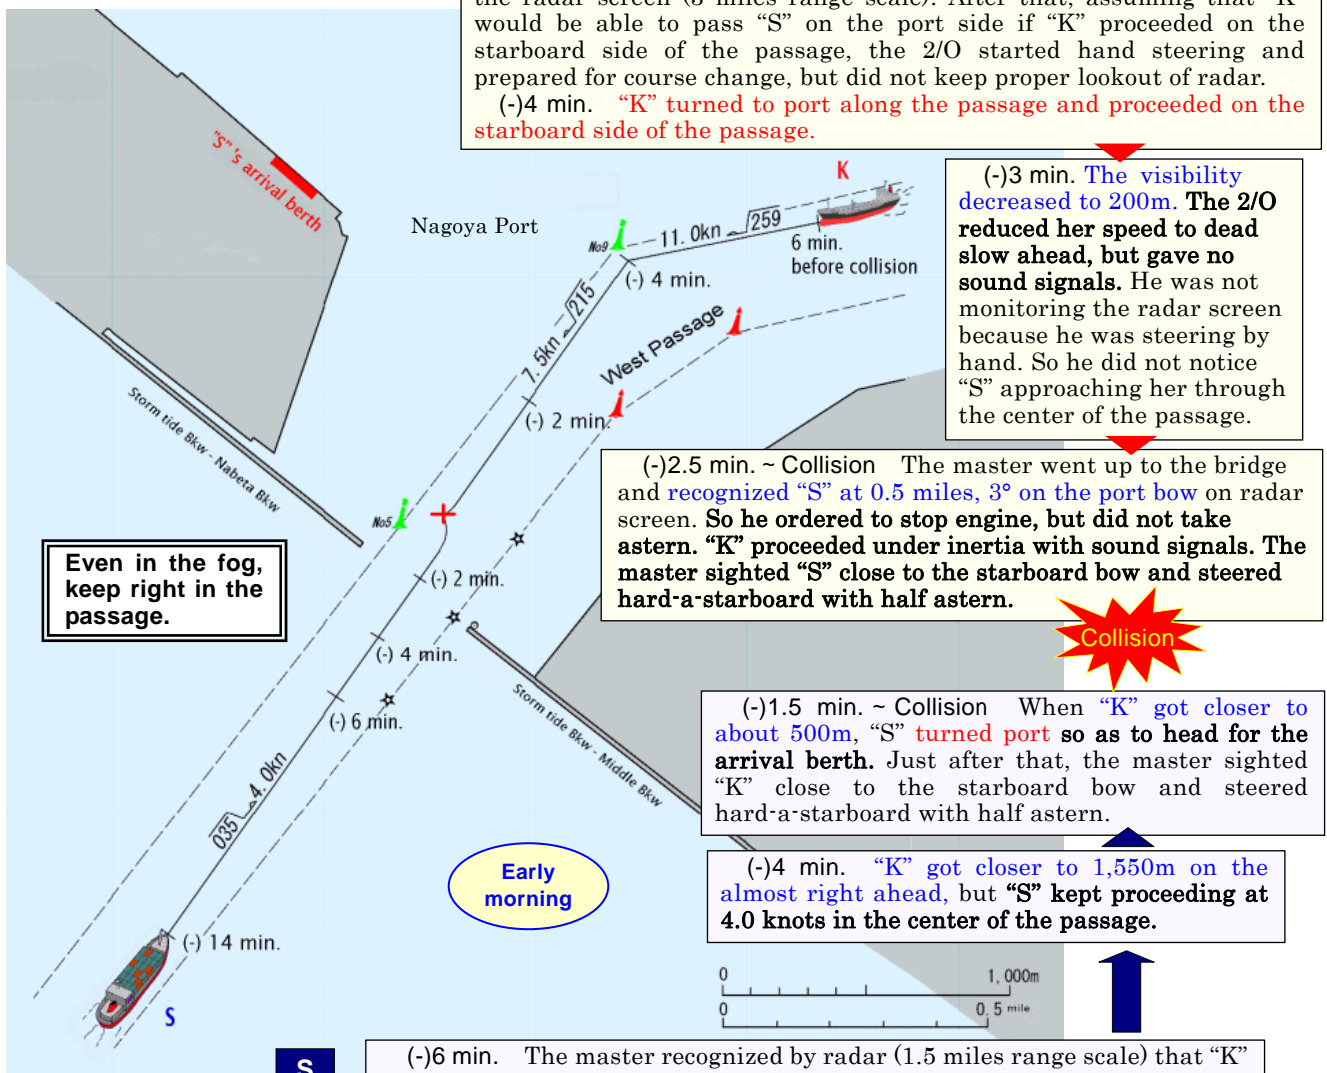 the radar screen (3 miles range scale). After that, assuming that “K”
would be able to pass “S” on the port side if “K” proceeded on the
starboard side of the passage, the 2/O started hand steering and
prepared for course change, but did not keep proper lookout of radar.
(-)4 min. “K” turned to port along the passage and proceeded on the
starboard side of the passage.
"S" 's arrival berth
Nagoya Port
K
No9
11. 0kn
259
6 min.
before collision
(-) 4 min.
215
7. 5kn
West Passage
(-) 2 min.
(-)3 min. The visibility
decreased to 200m. The 2/O
reduced her speed to dead
slow ahead, but gave no
sound signals. He was not
monitoring the radar screen
because he was steering by
hand. So he did not notice
“S” approaching her through
the center of the passage.
Storm tide Bkw - Nabeta Bkw
No5
(-)2.5 min. ~ Collision The master went up to the bridge
and recognized “S” at 0.5 miles, 3° on the port bow on radar
screen. So he ordered to stop engine, but did not take
astern. “K” proceeded under inertia with sound signals. The
master sighted “S” close to the starboard bow and steered
hard-a-starboard with half astern.
Even in the fog,
keep right in the
passage.
(-) 2 min.
(-) 4 min.
(-) 6 min.
Collision
Storm tide Bkw - Middle Bkw
(-)1.5 min. ~ Collision When “K” got closer to
about 500m, “S” turned port so as to head for the
arrival berth. Just after that, the master sighted
“K” close to the starboard bow and steered
hard-a-starboard with half astern.
035
4. 0kn
Early
morning
(-)4 min. “K” got closer to 1,550m on the
almost right ahead, but “S” kept proceeding at
4.0 knots in the center of the passage.
(-) 14 min.
S
0
1, 000m
0
0. 5 mile
S
(-)6 min. The master recognized by radar (1.5 miles range scale) that “K”